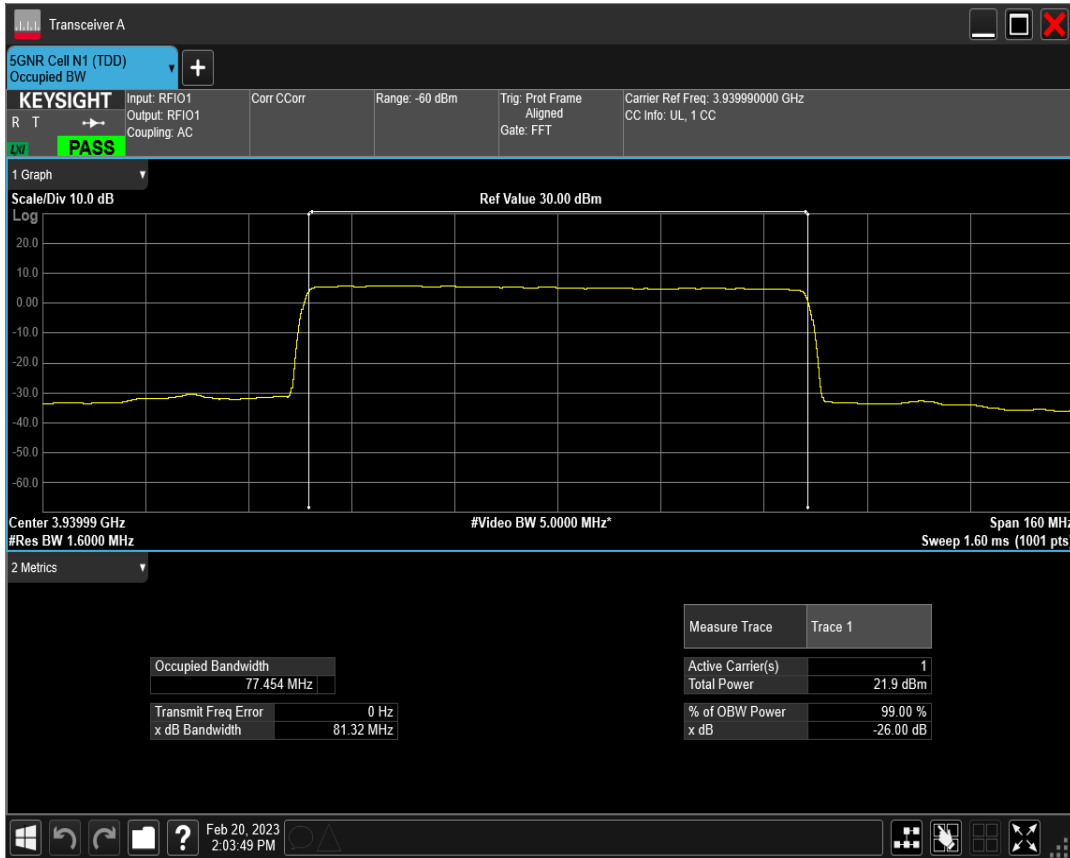 Transceiver A
5GNR Cell N1 (TDD)
Occupied BW
+
KEYSIGHT
R T
LXI
PASS
Input: RFIO1
Output: RFIO1
Coupling: AC
Corr CCorr
Range: -60 dBm
Trig: Prot Frame
Aligned
Gate: FFT
Carrier Ref Freq: 3.939990000 GHz
CC Info: UL, 1 CC
1 Graph
Scale/Div 10.0 dB
Ref Value 30.00 dBm
Log
20.0
10.0
0.00
-10.0
-20.0
-30.0
-40.0
-50.0
-60.0
Center 3.93999 GHz
#Video BW 5.0000 MHz*
Span 160 MHz
#Res BW 1.6000 MHz
Sweep 1.60 ms (1001 pts)
2 Metrics
Measure Trace Trace 1
Occupied Bandwidth
77.454 MHz
Active Carrier(s) 1
Total Power 21.9 dBm
Transmit Freq Error 0 Hz
x dB Bandwidth 81.32 MHz
% of OBW Power 99.00 %
x dB -26.00 dB
?
Feb 20, 2023
2:03:49 PM